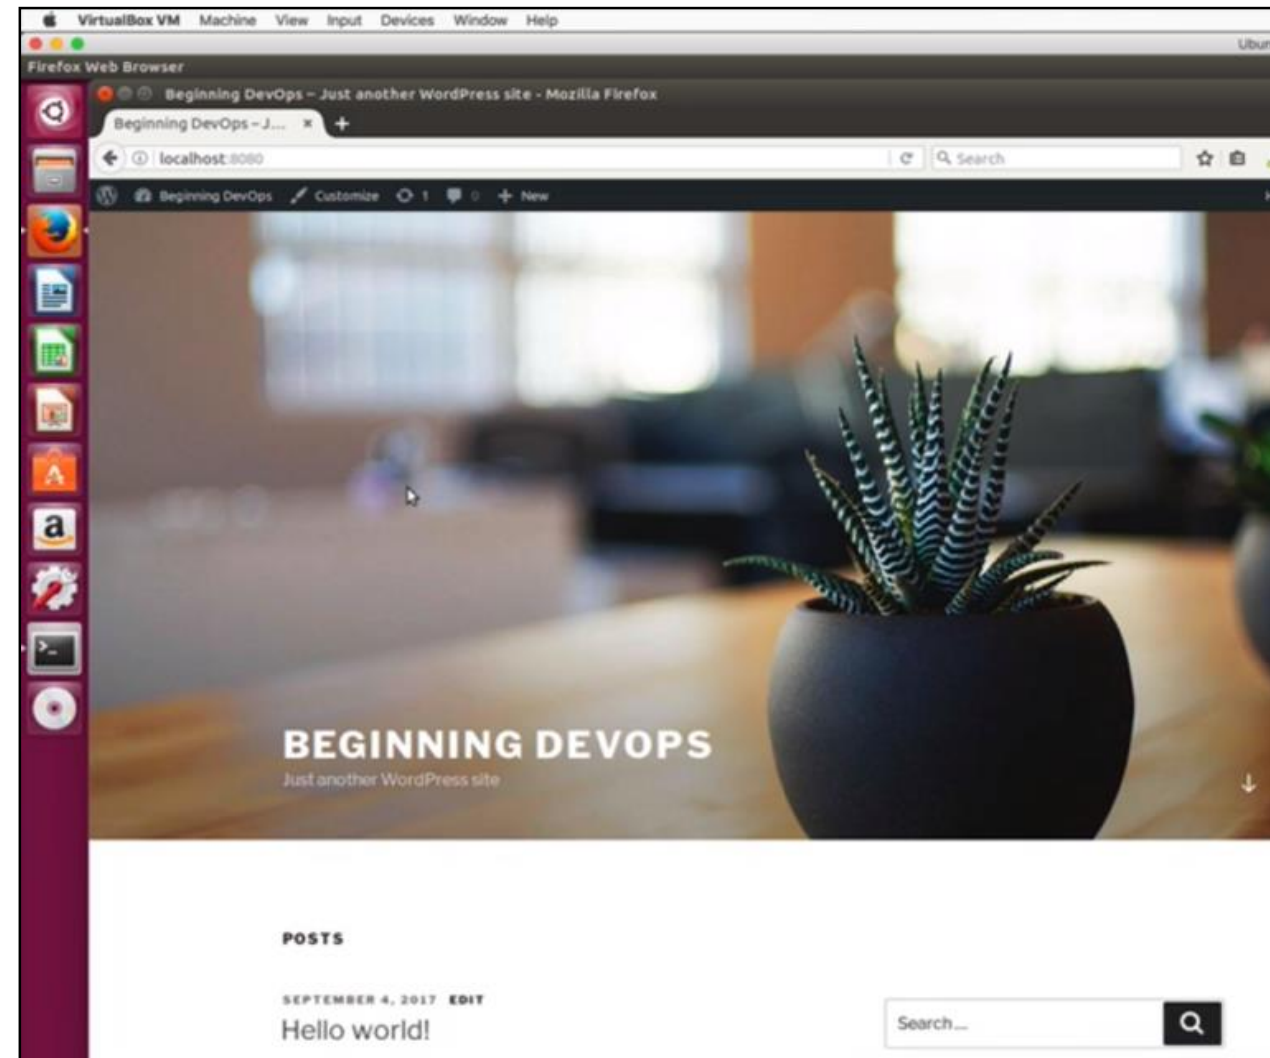 VirtualBox VM Machine View Input Devices Window Help
Firefox Web Browser
Beginning DevOps – Just another WordPress site - Mozilla Firefox
Beginning DevOps – J...
localhost:8080 Search
Beginning DevOps Customize 1 0 New
BEGINNING DEVOPS
Just another WordPress site
POSTS
SEPTEMBER 4, 2017 EDIT
Hello world!
Search ...